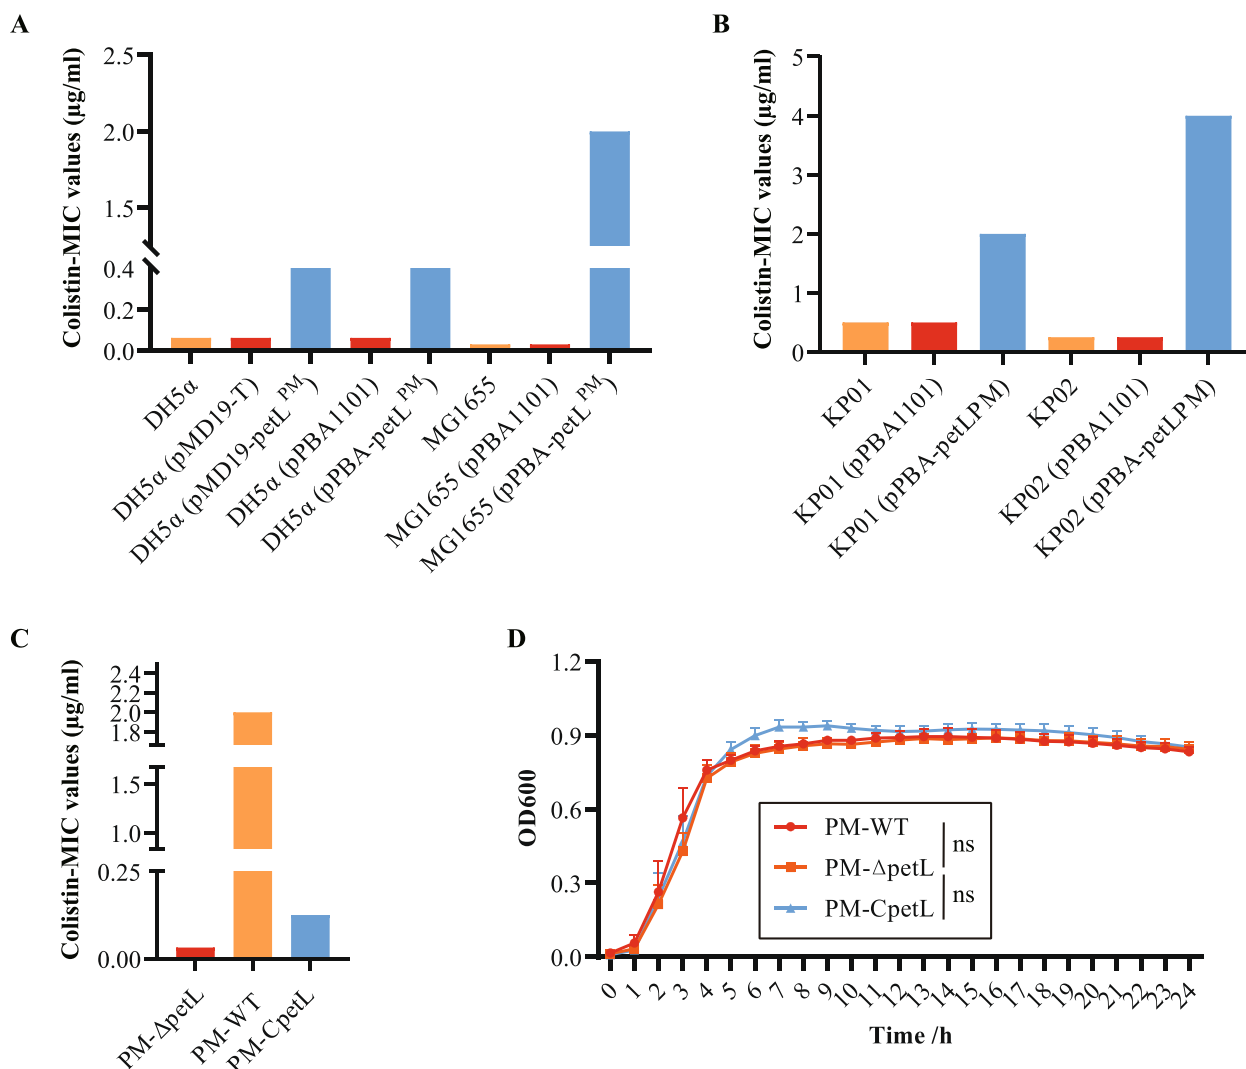 A
Colistin-MIC values (μg/ml)
2.5
2.0
1.5
0.4
0.2
0.0
DH5α
DH5α (pMD19-T)
DH5α (pMD19-petL^PM)
DH5α (pPBA1101)
DH5α (pPBA-petL^PM)
MG1655
MG1655 (pPBA1101)
MG1655 (pPBA-petL^PM)
B
Colistin-MIC values (μg/ml)
5
4
3
2
1
0
KP01
KP01 (pPBA1101)
KP01 (pPBA-petLPM)
KP02
KP02 (pPBA1101)
KP02 (pPBA-petLPM)
C
Colistin-MIC values (μg/ml)
2.4
2.2
2.0
1.8
1.5
1.0
0.25
0.00
PM-ΔpetL
PM-WT
PM-CpetL
D
OD600
1.2
0.9
0.6
0.3
0.0
PM-WT
PM-ΔpetL
PM-CpetL
ns
ns
0 1 2 3 4 5 6 7 8 9 10 11 12 13 14 15 16 17 18 19 20 21 22 23 24
Time /h